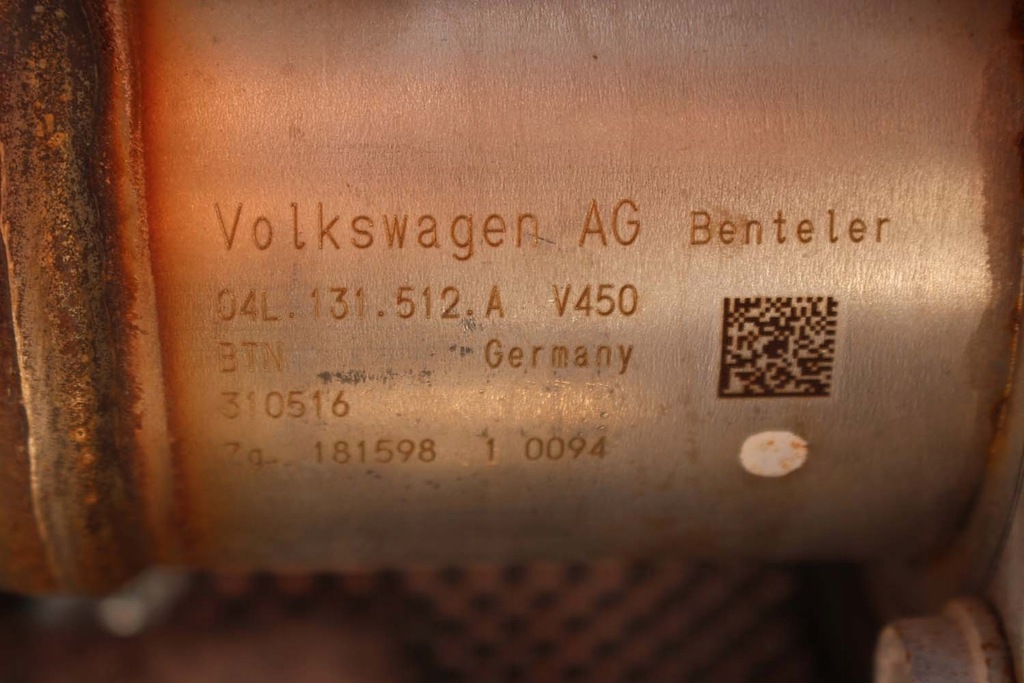 Volkswagen AG Benteler
04L.131.512.A V450
BTN Germany
310516
181598 1 0094